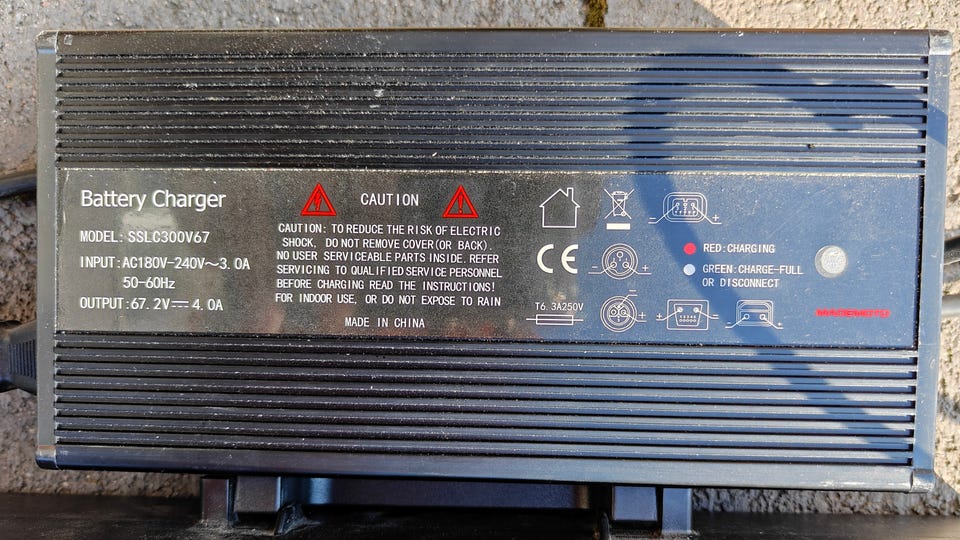 Battery Charger
MODEL: SSLC300V67
INPUT: AC180V-240V~3.0A
50-60Hz
OUTPUT: 67.2V⎓4.0A
CAUTION
CAUTION: TO REDUCE THE RISK OF ELECTRIC
SHOCK, DO NOT REMOVE COVER(OR BACK).
NO USER SERVICEABLE PARTS INSIDE. REFER
SERVICING TO QUALIFIED SERVICE PERSONNEL
BEFORE CHARGING READ THE INSTRUCTIONS!
FOR INDOOR USE, OR DO NOT EXPOSE TO RAIN
MADE IN CHINA
CE
T6.3A250V
RED:CHARGING
GREEN:CHARGE-FULL
OR DISCONNECT